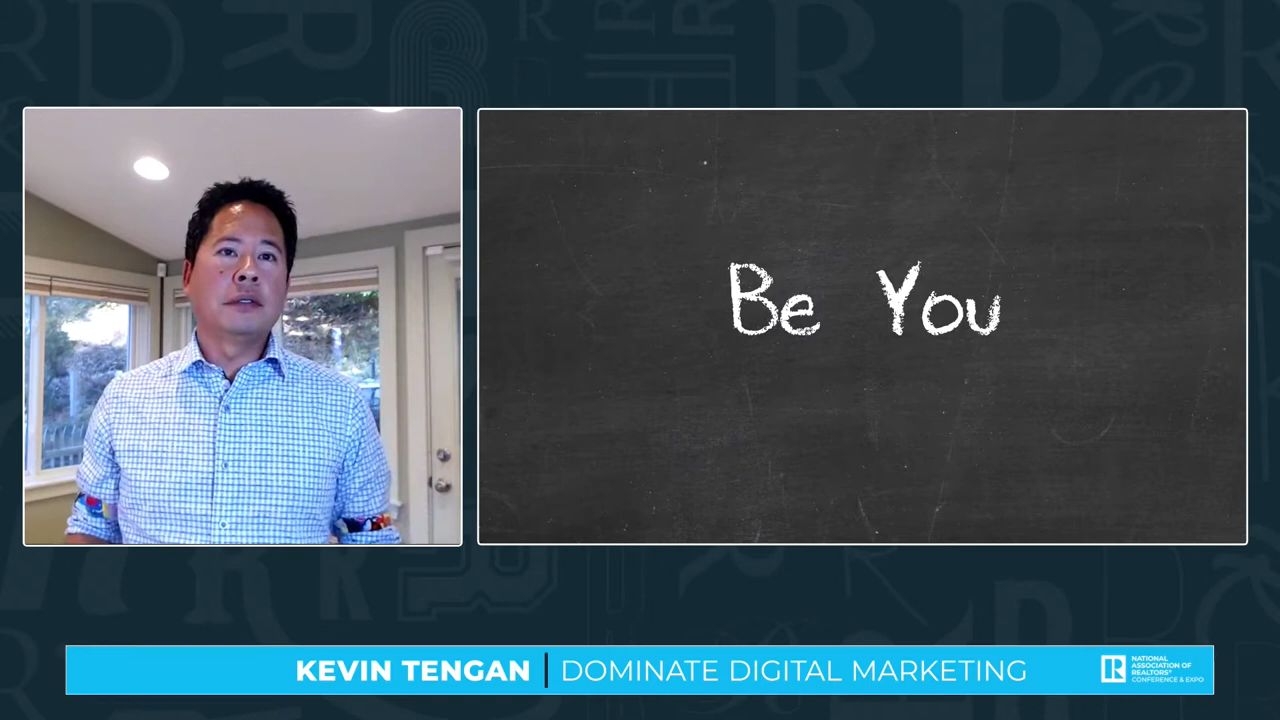 Be You
KEVIN TENGAN | DOMINATE DIGITAL MARKETING
R
NATIONAL
ASSOCIATION OF
REALTORS®
CONFERENCE & EXPO